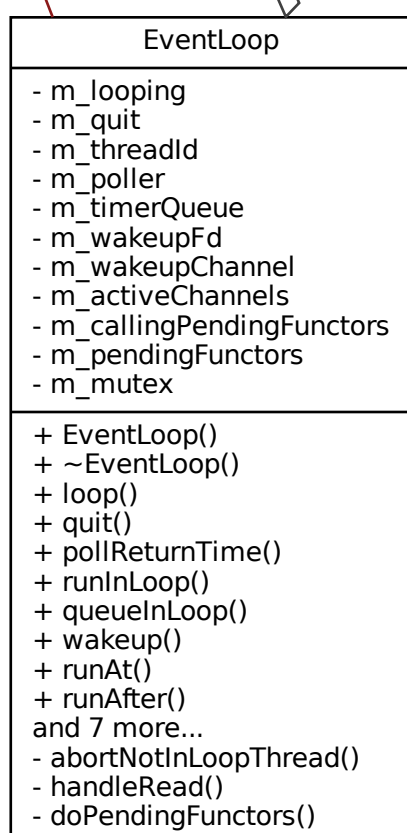 EventLoop
- m_looping
- m_quit
- m_threadId
- m_poller
- m_timerQueue
- m_wakeupFd
- m_wakeupChannel
- m_activeChannels
- m_callingPendingFunctors
- m_pendingFunctors
- m_mutex
+ EventLoop()
+ ~EventLoop()
+ loop()
+ quit()
+ pollReturnTime()
+ runInLoop()
+ queueInLoop()
+ wakeup()
+ runAt()
+ runAfter()
and 7 more...
- abortNotInLoopThread()
- handleRead()
- doPendingFunctors()